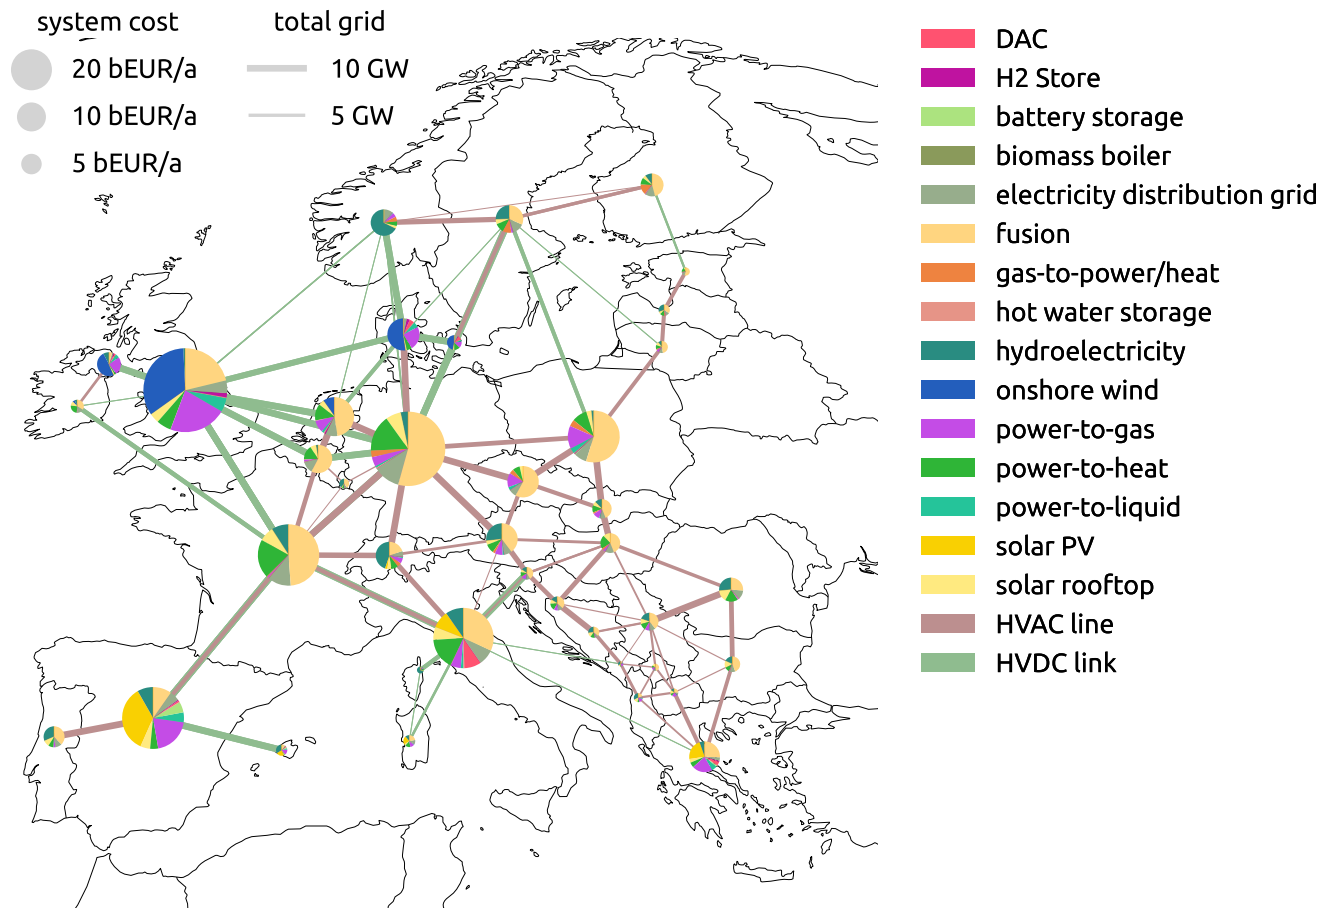 system cost
20 bEUR/a
10 bEUR/a
5 bEUR/a
total grid
10 GW
5 GW
DAC
H2 Store
battery storage
biomass boiler
electricity distribution grid
fusion
gas-to-power/heat
hot water storage
hydroelectricity
onshore wind
power-to-gas
power-to-heat
power-to-liquid
solar PV
solar rooftop
HVAC line
HVDC link